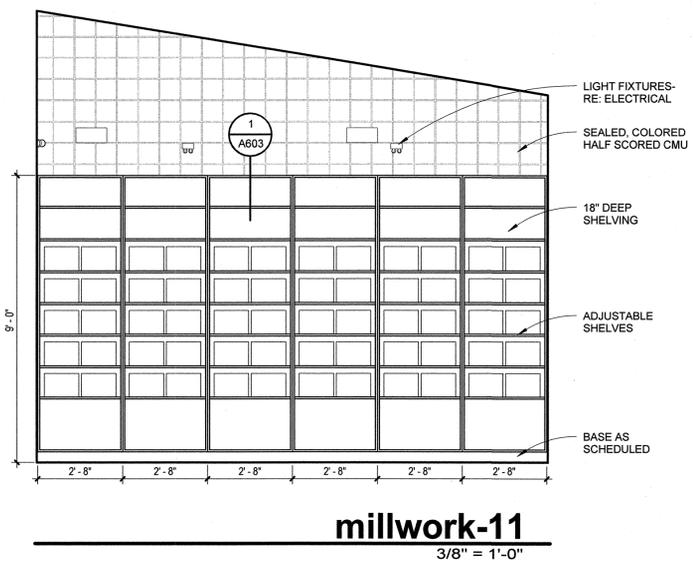 LIGHT FIXTURES-
RE: ELECTRICAL
SEALED, COLORED
HALF SCORED CMU
1
A603
18" DEEP
SHELVING
ADJUSTABLE
SHELVES
9' - 0"
BASE AS
SCHEDULED
2' - 8" 2' - 8" 2' - 8" 2' - 8" 2' - 8" 2' - 8"
millwork-11
3/8" = 1'-0"